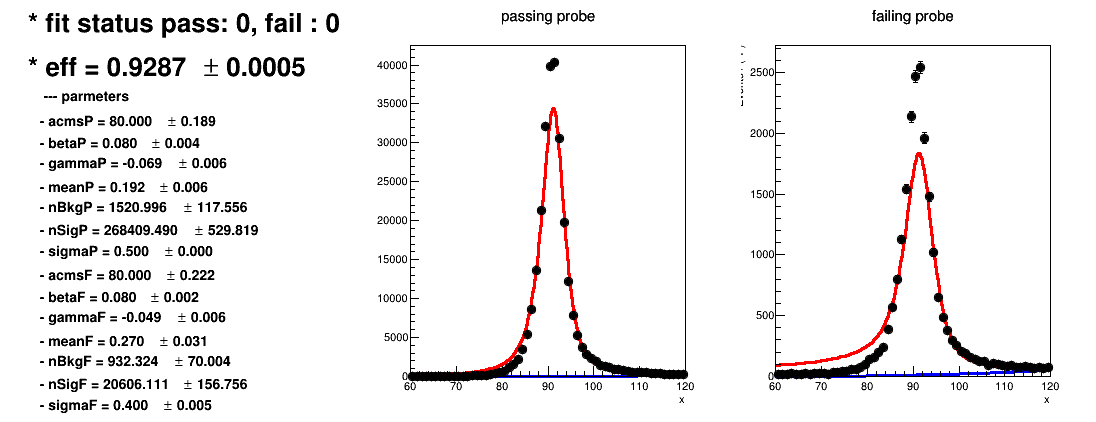 * fit status pass: 0, fail : 0
* eff = 0.9287 ± 0.0005
--- parmeters
- acmsP = 80.000 ± 0.189
- betaP = 0.080 ± 0.004
- gammaP = -0.069 ± 0.006
- meanP = 0.192 ± 0.006
- nBkgP = 1520.996 ± 117.556
- nSigP = 268409.490 ± 529.819
- sigmaP = 0.500 ± 0.000
- acmsF = 80.000 ± 0.222
- betaF = 0.080 ± 0.002
- gammaF = -0.049 ± 0.006
- meanF = 0.270 ± 0.031
- nBkgF = 932.324 ± 70.004
- nSigF = 20606.111 ± 156.756
- sigmaF = 0.400 ± 0.005
passing probe
40000
35000
30000
25000
20000
15000
10000
5000
0
60 70 80 90 100 110 120
x
failing probe
2500
2000
1500
1000
500
0
60 70 80 90 100 110 120
x